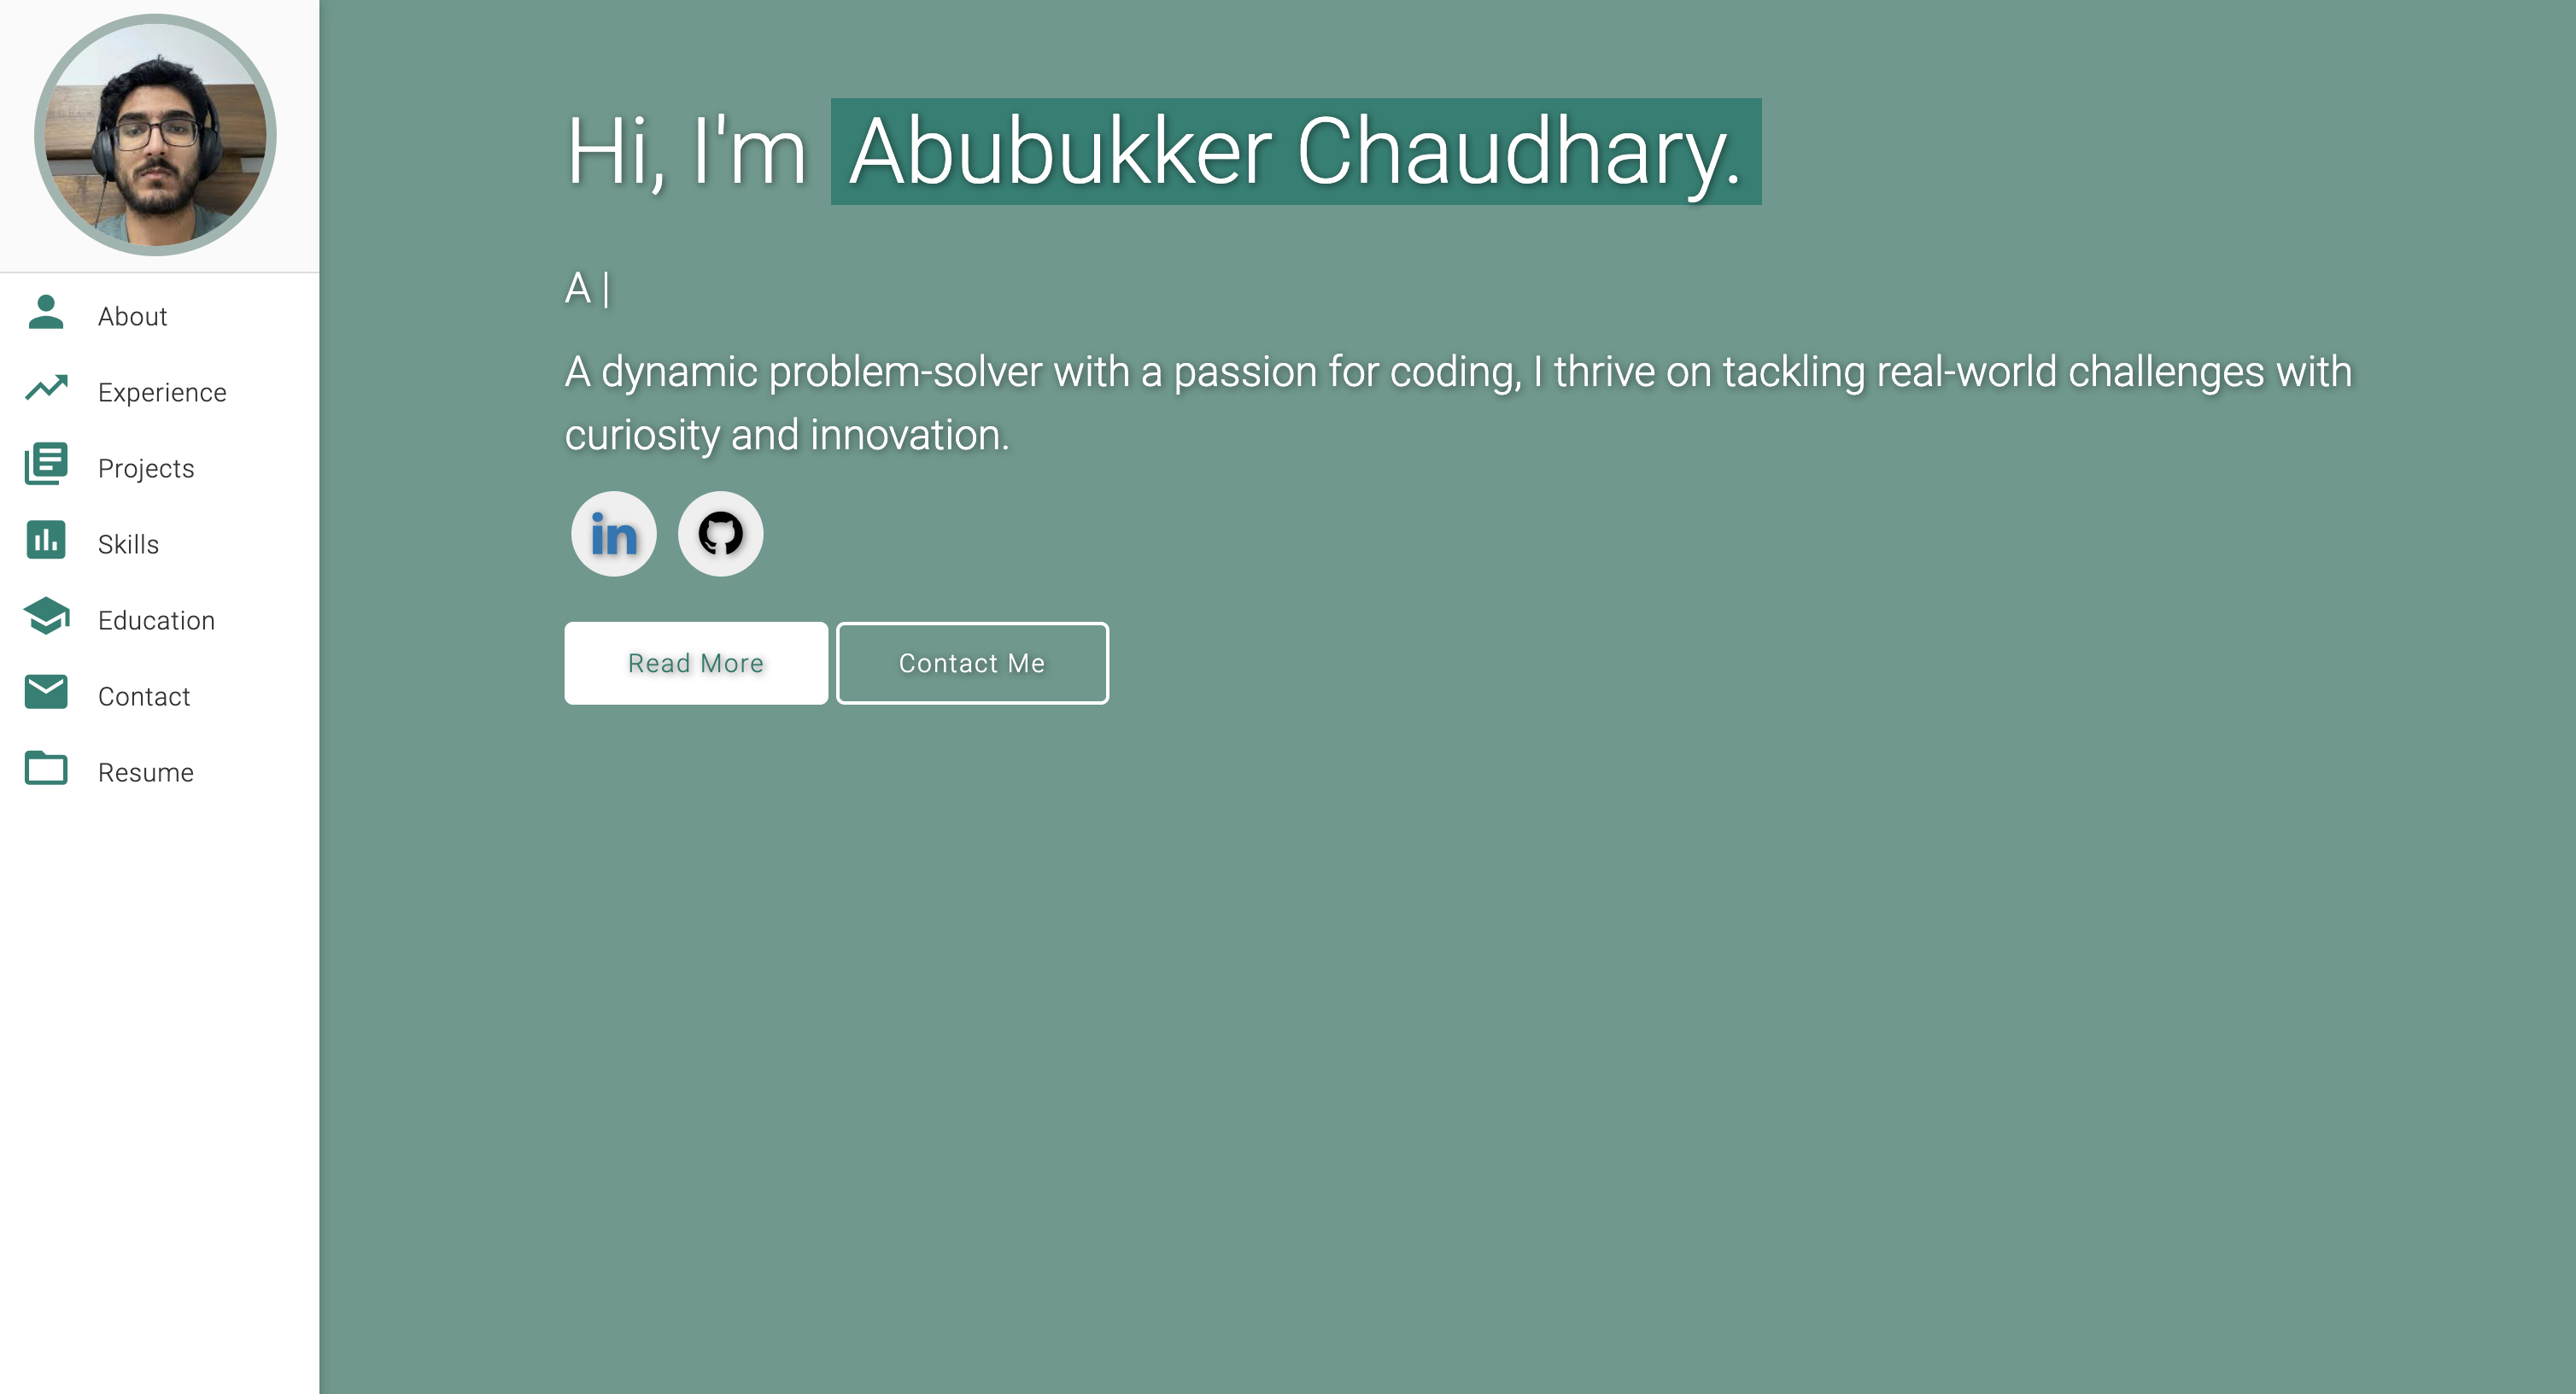 About
Experience
Projects
Skills
Education
Contact
Resume
Hi, I'm Abubukker Chaudhary.
A |
A dynamic problem-solver with a passion for coding, I thrive on tackling real-world challenges with
curiosity and innovation.
in
Read More
Contact Me